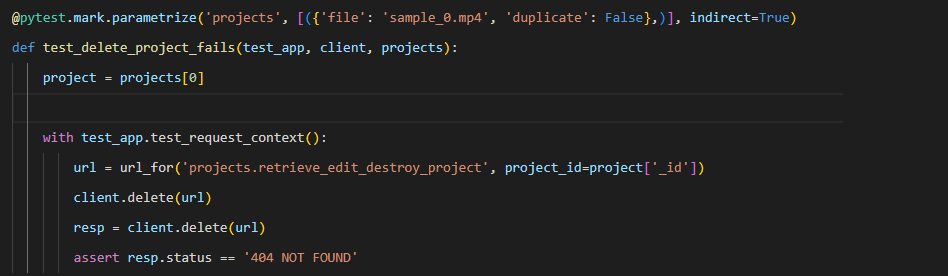 @pytest.mark.parametrize('projects', [({'file': 'sample_0.mp4', 'duplicate': False},)], indirect=True)
def test_delete_project_fails(test_app, client, projects):
    project = projects[0]
    with test_app.test_request_context():
        url = url_for('projects.retrieve_edit_destroy_project', project_id=project['_id'])
        client.delete(url)
        resp = client.delete(url)
        assert resp.status == '404 NOT FOUND'